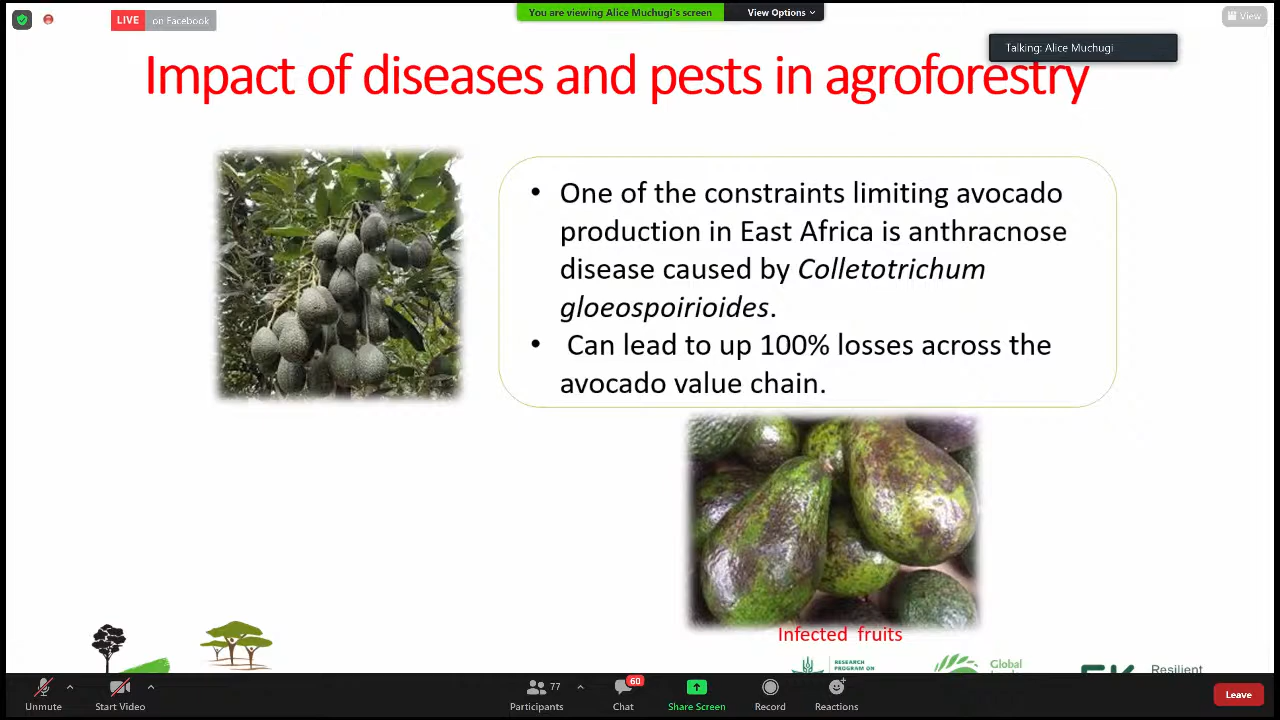 LIVE on Facebook
You are viewing Alice Muchugi's screen
View Options
View
Talking: Alice Muchugi
Impact of diseases and pests in agroforestry
• One of the constraints limiting avocado
production in East Africa is anthracnose
disease caused by Colletotrichum
gloeospoirioides.
• Can lead to up 100% losses across the
avocado value chain.
Infected fruits
RESEARCH
PROGRAM ON
Global
Resilient
Unmute
Start Video
77
Participants
60
Chat
Share Screen
Record
Reactions
Leave